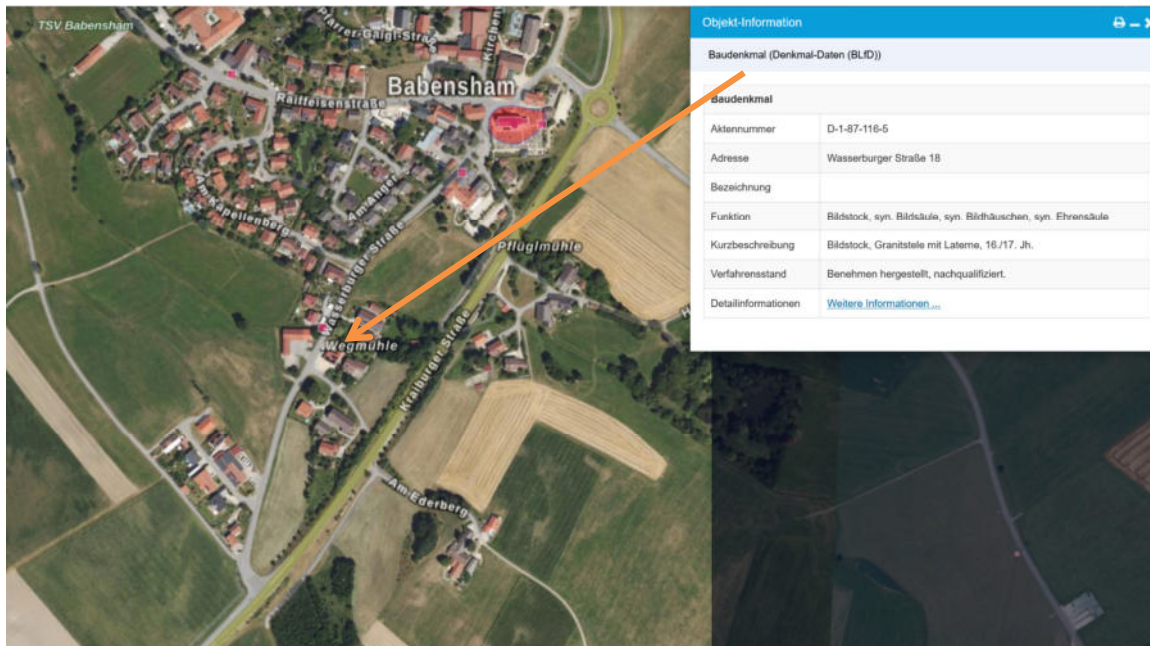 TSV Babensham
Pfarrer-Gaigl-Straße
Raiffeisenstraße
Babensham
Am Kapellenberg
Am Anger
Wasserburger Straße
Pflüglmühle
Wegmühle
Kraiburger Straße
Am Ederberg
Objekt-Information
Baudenkmal (Denkmal-Daten (BLfD))
Baudenkmal
Aktennummer D-1-87-116-5
Adresse Wasserburger Straße 18
Bezeichnung
Funktion Bildstock, syn. Bildsäule, syn. Bildhäuschen, syn. Ehrensäule
Kurzbeschreibung Bildstock, Granitstele mit Laterne, 16./17. Jh.
Verfahrensstand Benehmen hergestellt, nachqualifiziert.
Detailinformationen Weitere Informationen ...